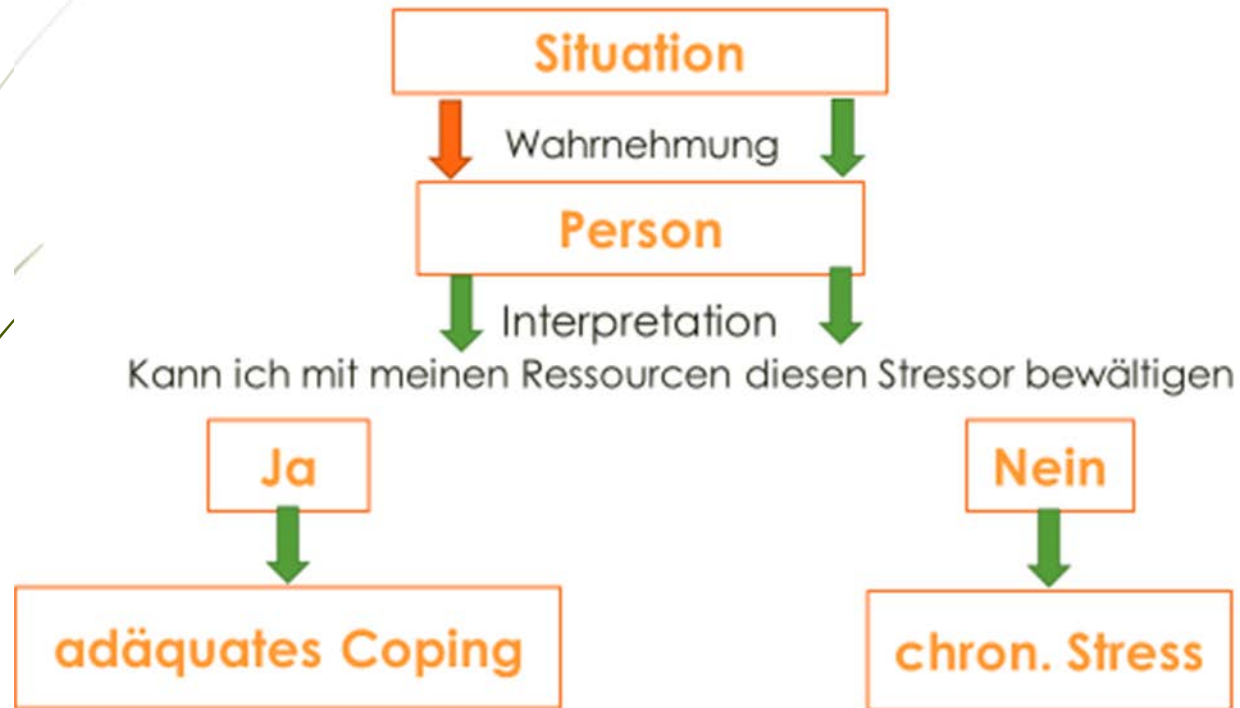 Situation
Wahrnehmung
Person
Interpretation
Kann ich mit meinen Ressourcen diesen Stressor bewältigen
Ja
Nein
adäquates Coping
chron. Stress